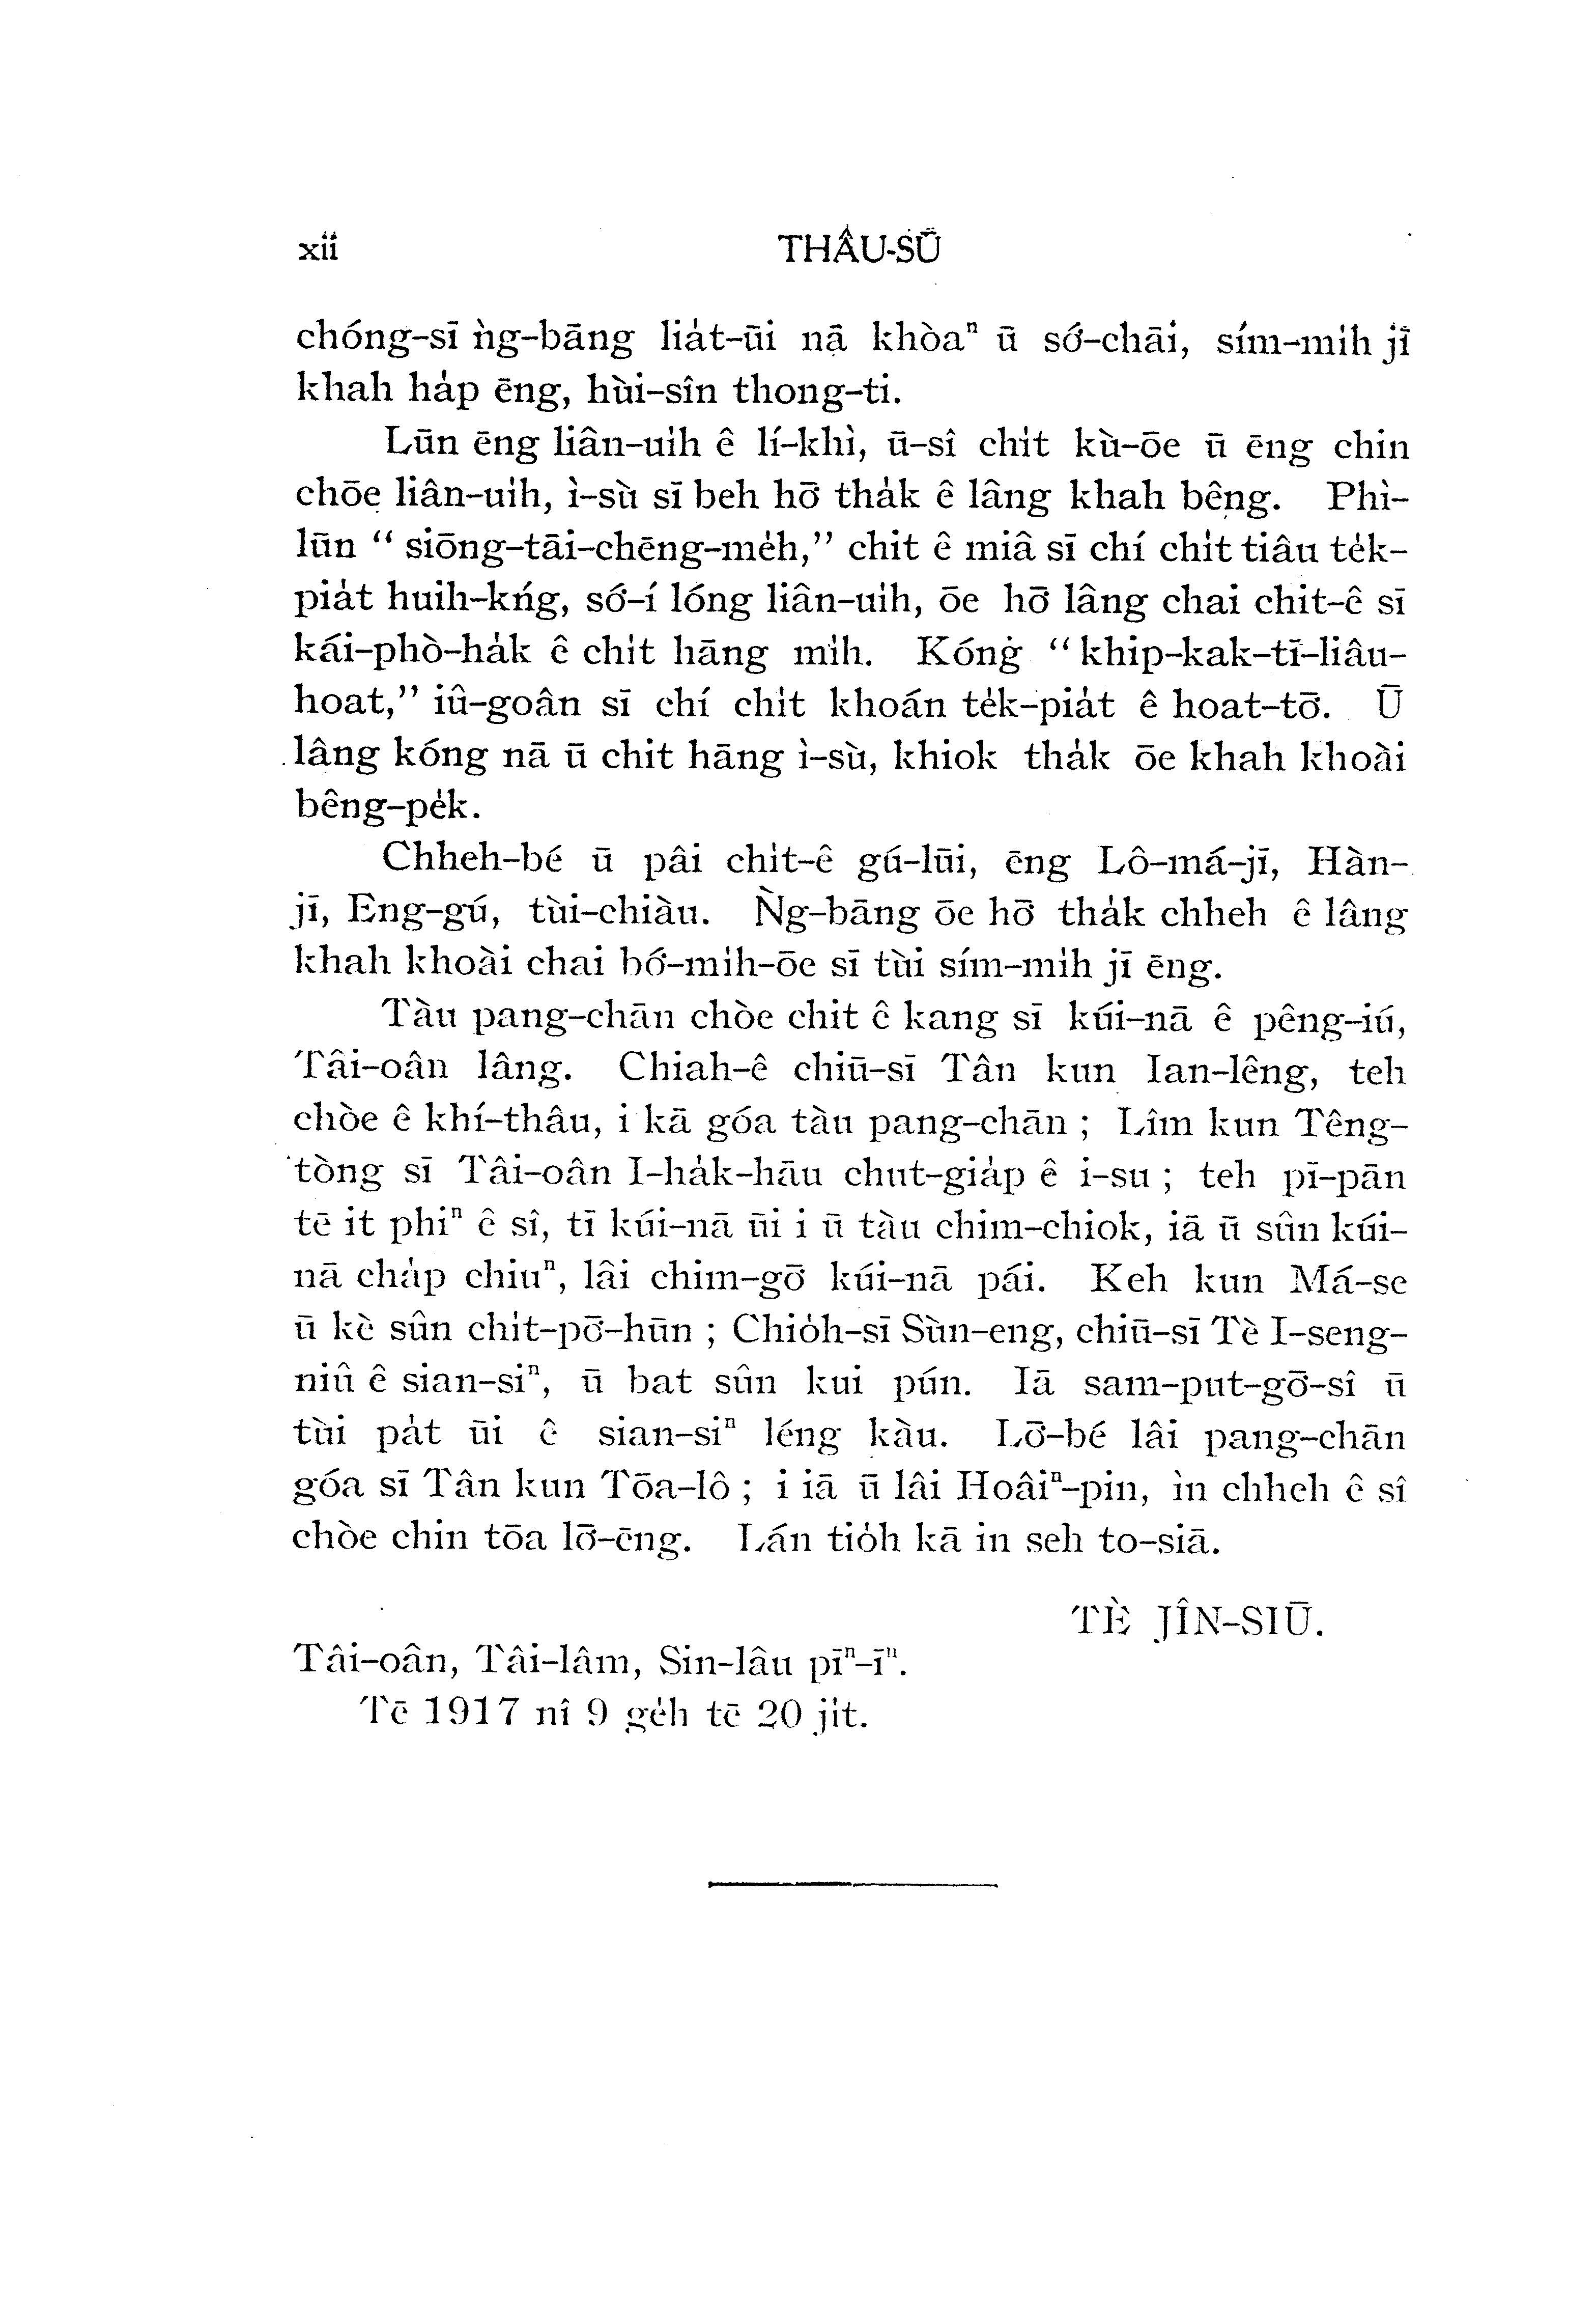 xii THÂU-SŪ
chóng-sī ǹg-bāng lia̍t-ūi nā khòaⁿ ū só͘-chāi, sím-mih jī
khah ha̍p ēng, hùi-sîn thong-ti.
Lūn ēng liân-ui̍h ê lí-khì, ū-sî chi̍t kù-ōe ū ēng chin
chōe liân-ui̍h, ì-sù sī beh hō͘ tha̍k ê lâng khah bêng. Phì-
lūn “ siōng-tāi-chēng-me̍h,” chit ê miâ sī chí chi̍t tiâu te̍k-
pia̍t huih-kńg, só͘-í lóng liân-ui̍h, ōe hō͘ lâng chai chit-ê sī
kái-phò-ha̍k ê chi̍t hāng mi̍h. Kóng “ khip-kak-tī-liâu-
hoat,” iû-goân sī chí chi̍t khoán te̍k-pia̍t ê hoat-tō͘. Ū
lâng kóng nā ū chit hāng ì-sù, khiok tha̍k ōe khah khoài
bêng-pe̍k.
Chheh-bé ū pâi chi̍t-ê gú-lūi, ēng Lô-má-jī, Hàn-
jī, Eng-gú, tùi-chiàu. Ǹg-bāng ōe hō͘ tha̍k chheh ê lâng
khah khoài chai bó͘-mi̍h-ōe sī tùi sím-mi̍h jī ēng.
Tàu pang-chān chòe chit ê kang sī kúi-nā ê pêng-iú,
Tâi-oân lâng. Chiah-ê chiū-sī Tân kun Ian-lêng, teh
chòe ê khí-thâu, i kā góa tàu pang-chān ; Lîm kun Têng-
tòng sī Tâi-oân I-ha̍k-hāu chut-gia̍p ê i-su ; teh pī-pān
tē it phiⁿ ê sî, tī kúi-nā ūi i ū tàu chim-chiok, iā ū sûn kúi-
nā cha̍p chiuⁿ, lâi chim-gō͘ kúi-nā pái. Keh kun Má-se
ū kè sûn chi̍t-pō͘-hūn ; Chio̍h-sī Sùn-eng, chiū-sī Tè I-seng-
niû ê sian-siⁿ, ū bat sûn kui pún. Iā sam-put-gō͘-sî ū
tùi pa̍t ūi ê sian-siⁿ léng kàu. Lō͘-bé lâi pang-chān
góa sī Tân kun Tōa-lô ; i iā ū lâi Hoâiⁿ-pin, ìn chheh ê sî
chòe chin tōa lō͘-ēng. Lán tio̍h kā in seh to-siā.
TÈ JÎN-SIŪ.
Tâi-oân, Tâi-lâm, Sin-lâu pīⁿ-īⁿ.
Tē 1917 nî 9 ge̍h tē 20 ji̍t.